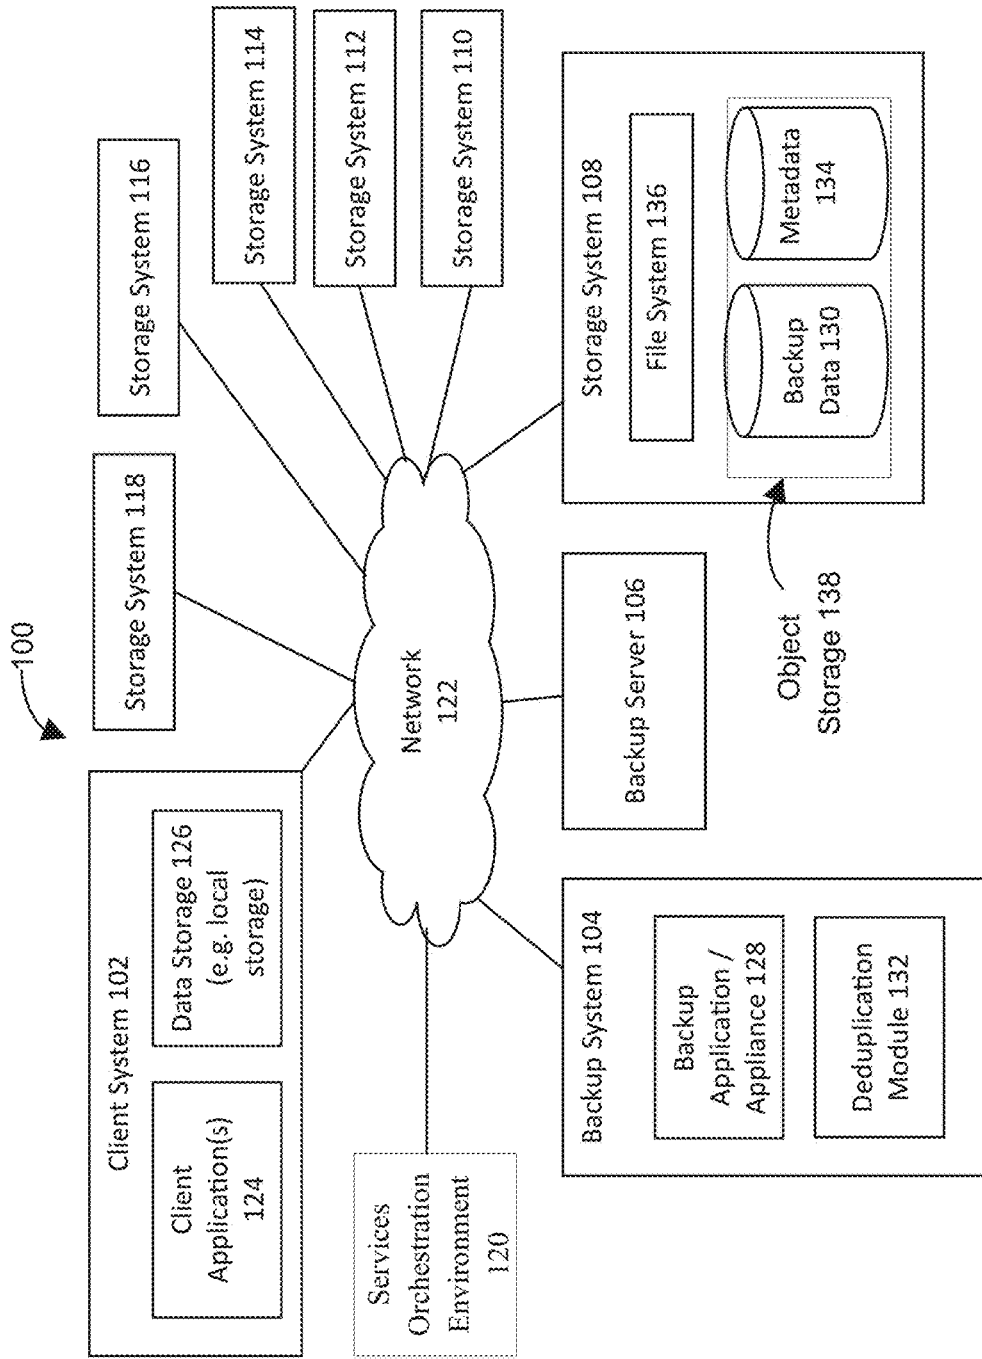 100
Client System 102
Client
Application(s)
124
Data Storage 126
(e.g. local
storage)
Storage System 118
Storage System 116
Storage System 114
Storage System 112
Storage System 110
Services
Orchestration
Environment
120
Network
122
Backup System 104
Backup
Application /
Appliance 128
Deduplication
Module 132
Backup Server 106
Storage System 108
File System 136
Backup
Data 130
Metadata
134
Object
Storage 138